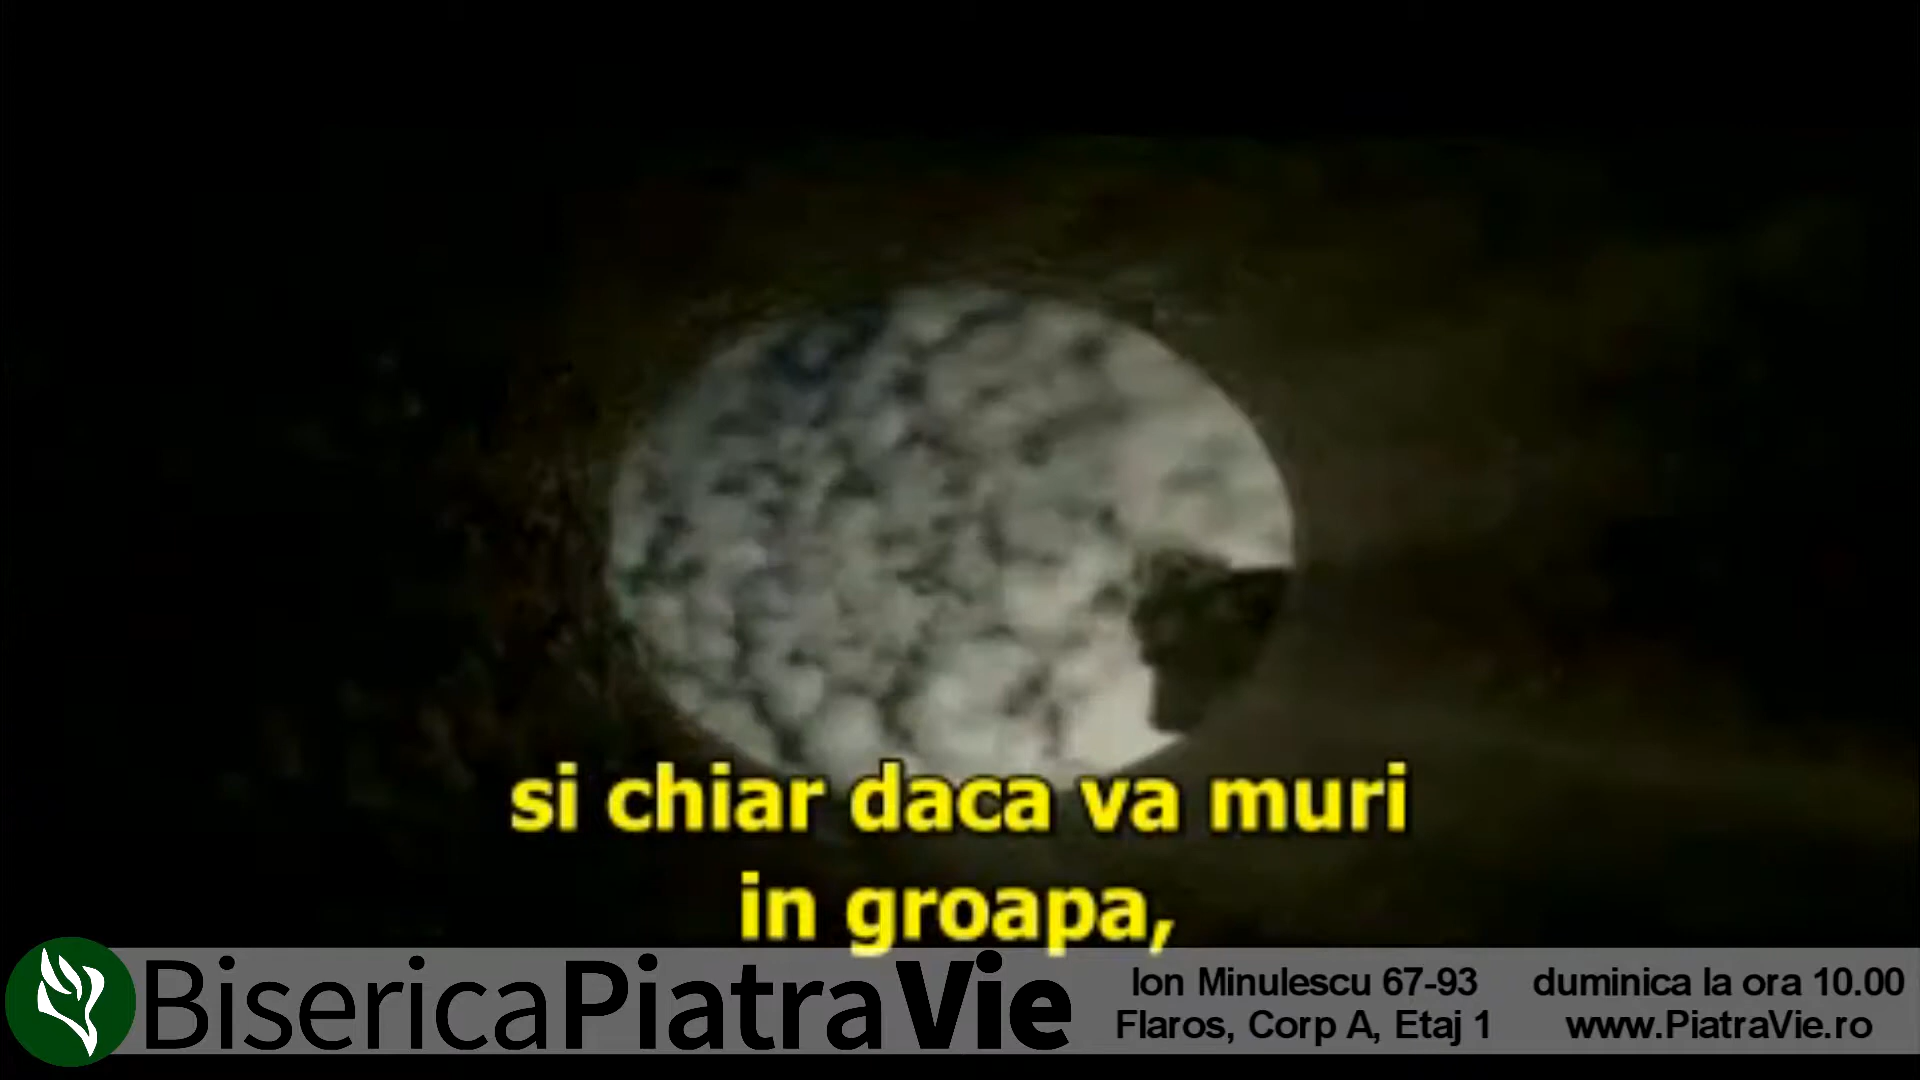 si chiar daca va muri
in groapa,
BisericaPiatraVie
Ion Minulescu 67-93
Flaros, Corp A, Etaj 1
duminica la ora 10.00
www.PiatraVie.ro